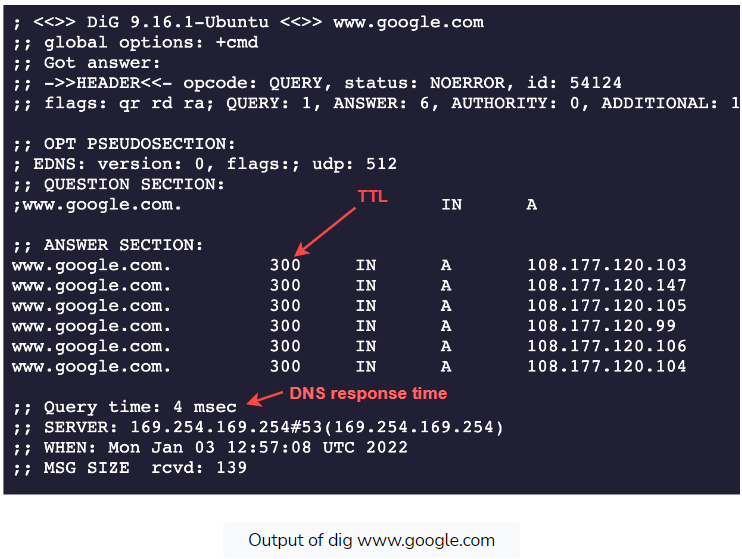 ; <<>> DiG 9.16.1-Ubuntu <<>> www.google.com
;; global options: +cmd
;; Got answer:
;; ->>HEADER<<- opcode: QUERY, status: NOERROR, id: 54124
;; flags: qr rd ra; QUERY: 1, ANSWER: 6, AUTHORITY: 0, ADDITIONAL: 1
;; OPT PSEUDOSECTION:
; EDNS: version: 0, flags:; udp: 512
;; QUESTION SECTION:
TTL
;www.google.com. IN A
;; ANSWER SECTION:
www.google.com. 300 IN A 108.177.120.103
www.google.com. 300 IN A 108.177.120.147
www.google.com. 300 IN A 108.177.120.105
www.google.com. 300 IN A 108.177.120.99
www.google.com. 300 IN A 108.177.120.106
www.google.com. 300 IN A 108.177.120.104
DNS response time
;; Query time: 4 msec
;; SERVER: 169.254.169.254#53(169.254.169.254)
;; WHEN: Mon Jan 03 12:57:08 UTC 2022
;; MSG SIZE rcvd: 139
Output of dig www.google.com